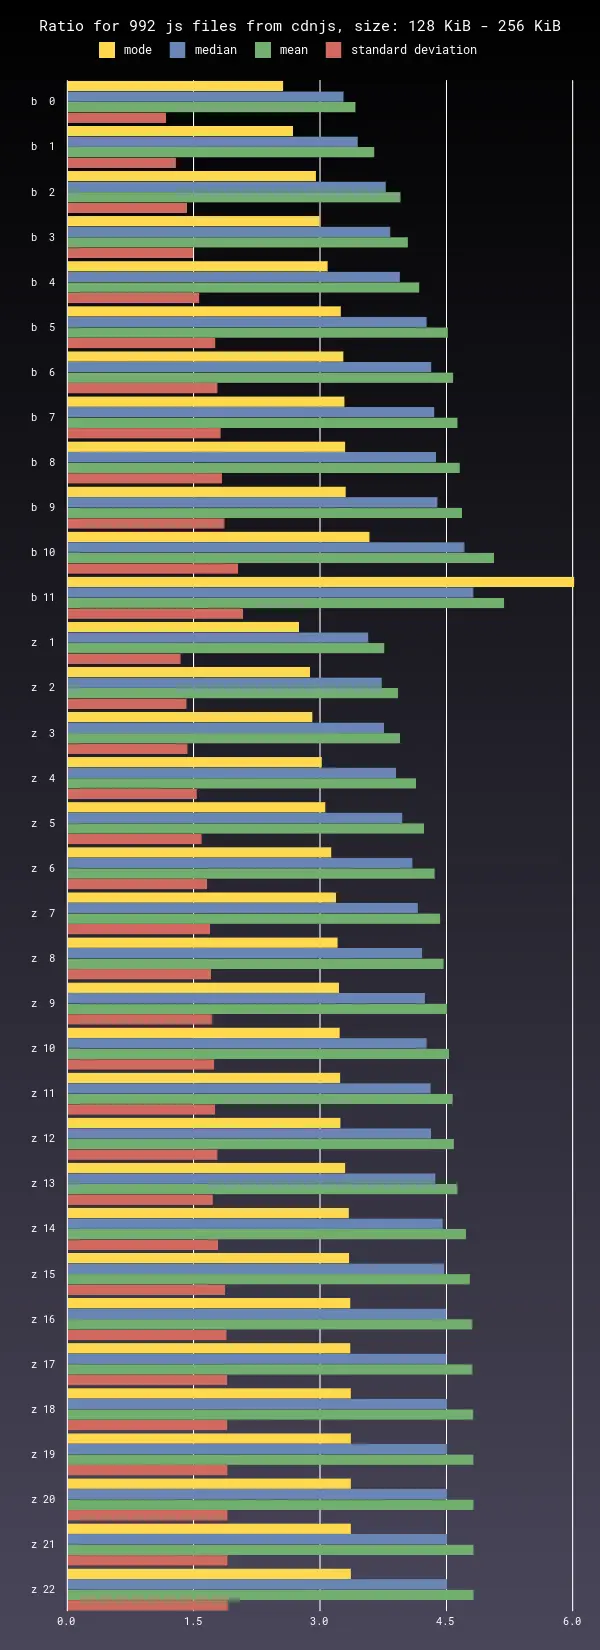 Ratio for 992 js files from cdnjs, size: 128 KiB - 256 KiB
mode median mean standard deviation
b 0
b 1
b 2
b 3
b 4
b 5
b 6
b 7
b 8
b 9
b 10
b 11
z 1
z 2
z 3
z 4
z 5
z 6
z 7
z 8
z 9
z 10
z 11
z 12
z 13
z 14
z 15
z 16
z 17
z 18
z 19
z 20
z 21
z 22
0.0 1.5 3.0 4.5 6.0